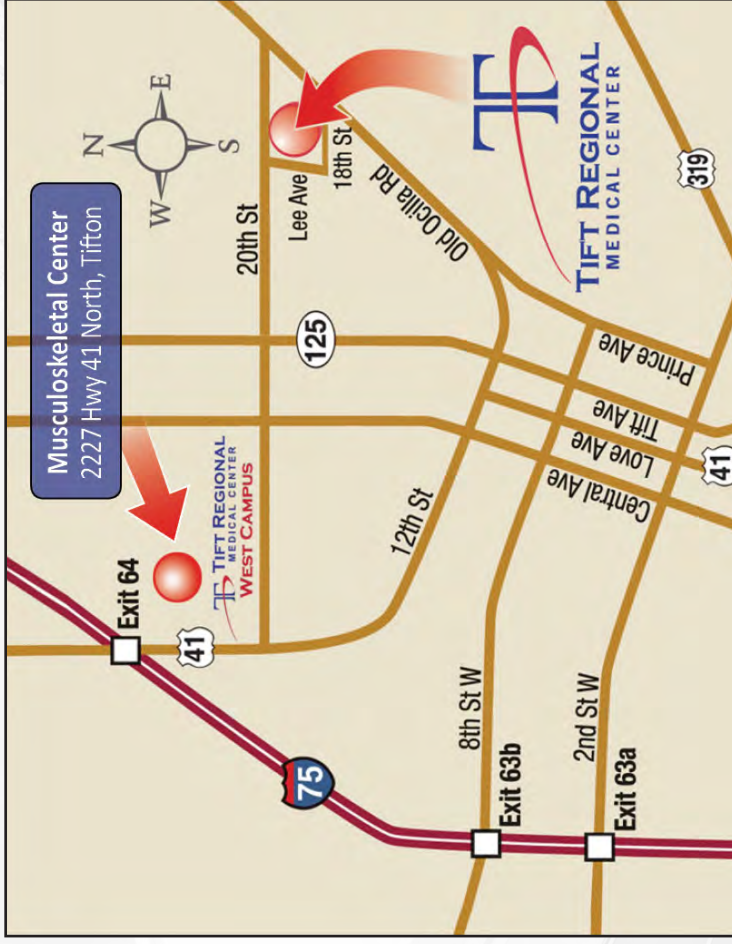 Musculoskeletal Center
2227 Hwy 41 North, Tifton
N
W
E
S
Exit 64
41
TIFT REGIONAL
MEDICAL CENTER
WEST CAMPUS
20th St
Lee Ave
18th St
125
Old Ocilla Rd
TIFT REGIONAL
MEDICAL CENTER
75
12th St
319
8th St W
Exit 63b
2nd St W
Exit 63a
Central Ave
Love Ave
Tift Ave
Prince Ave
41